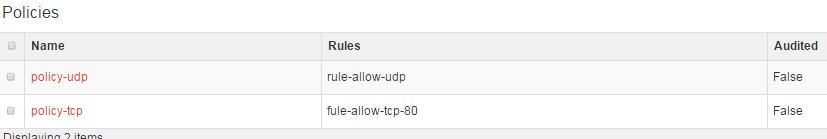 Policies
Name Rules Audited
policy-udp rule-allow-udp False
policy-tcp fule-allow-tcp-80 False
Displaying 2 items